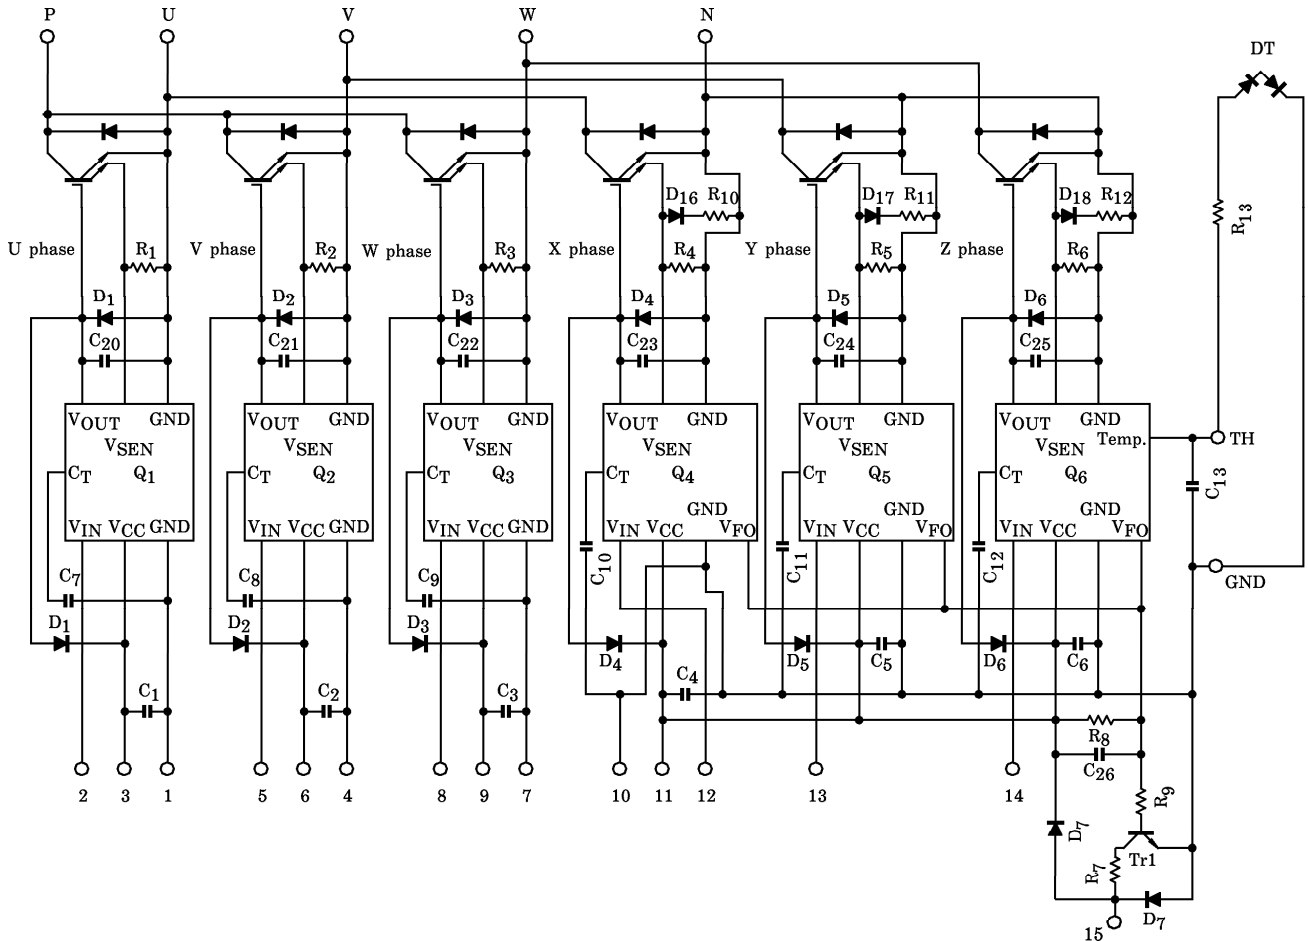 P U V W N
DT
D16 R10 D17 R11 D18 R12
R13
U phase R1 V phase R2 W phase R3 X phase R4 Y phase R5 Z phase R6
D1 D2 D3 D4 D5 D6
C20 C21 C22 C23 C24 C25
VOUT GND VOUT GND VOUT GND VOUT GND VOUT GND VOUT GND
Temp. TH
VSEN VSEN VSEN VSEN VSEN VSEN
CT Q1 CT Q2 CT Q3 CT Q4 CT Q5 CT Q6
C13
GND GND GND
VIN VCC GND VIN VCC GND VIN VCC GND VIN VCC VFO VIN VCC VFO VIN VCC VFO
C10 C11 C12
C7 C8 C9
GND
D1 D2 D3
D4 D5 C5 D6 C6
C4
C1 C2 C3
R8
C26
2 3 1 5 6 4 8 9 7 10 11 12 13 14
R9
D7
Tr1
R7
D7
15